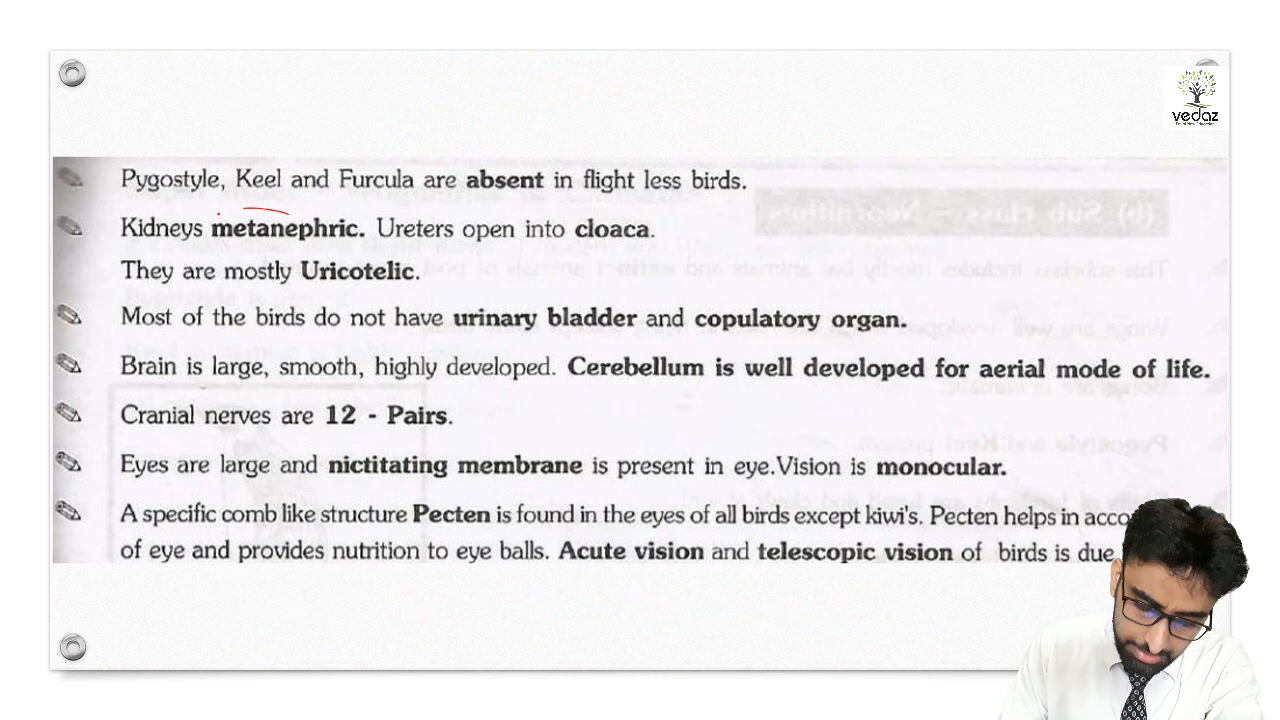 vedaz
Pygostyle, Keel and Furcula are absent in flight less birds.
Kidneys metanephric. Ureters open into cloaca.
They are mostly Uricotelic.
Most of the birds do not have urinary bladder and copulatory organ.
Brain is large, smooth, highly developed. Cerebellum is well developed for aerial mode of life.
Cranial nerves are 12 - Pairs.
Eyes are large and nictitating membrane is present in eye.Vision is monocular.
A specific comb like structure Pecten is found in the eyes of all birds except kiwi's. Pecten helps in acco
of eye and provides nutrition to eye balls. Acute vision and telescopic vision of birds is due